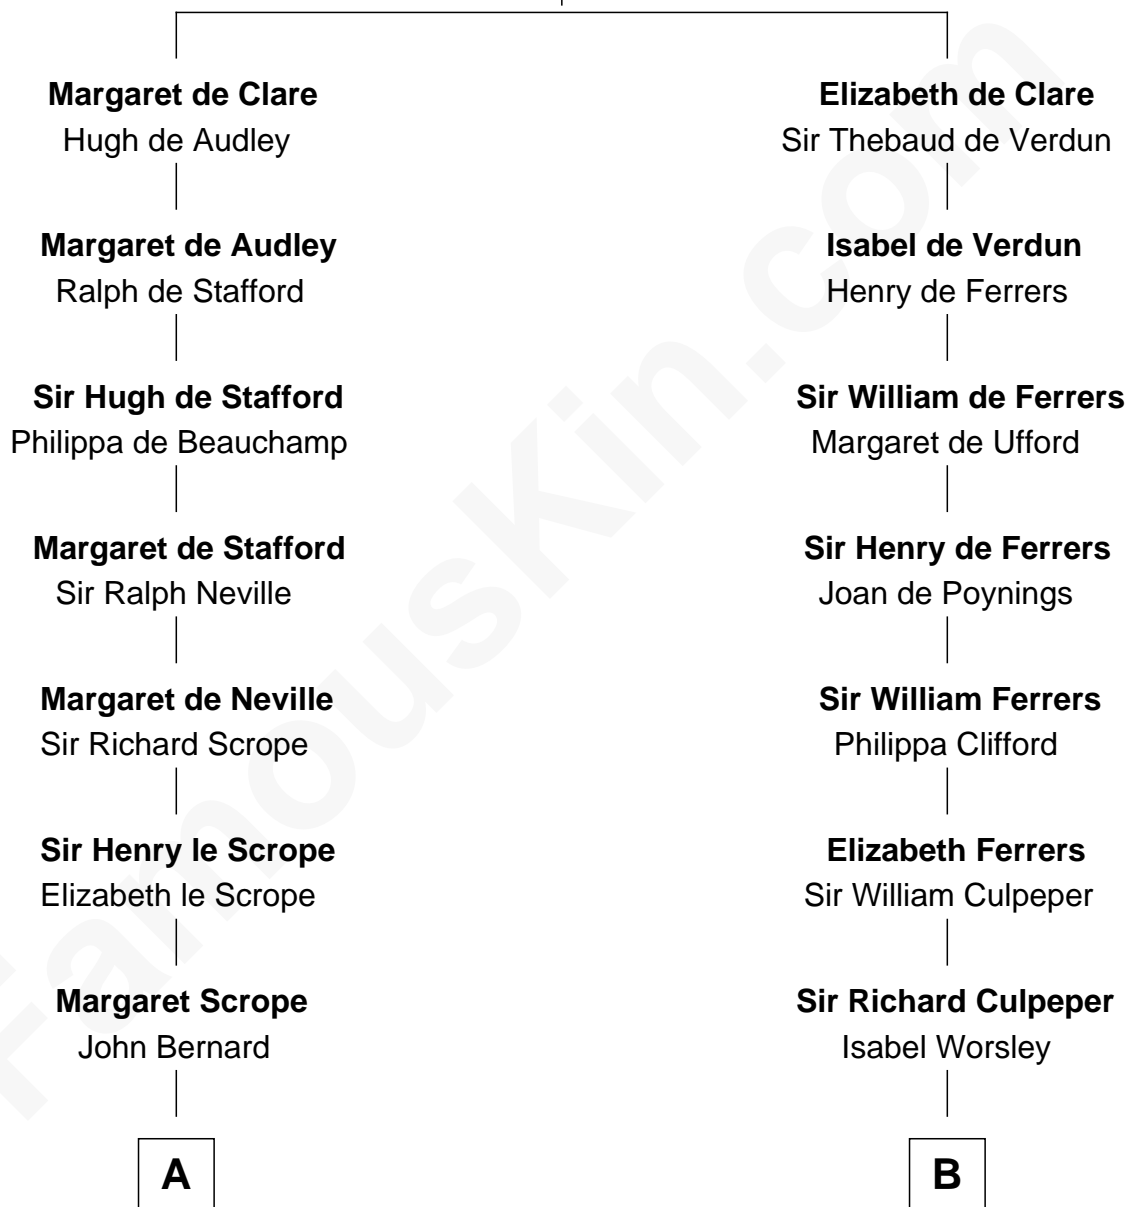 Margaret de Clare
Hugh de Audley
Margaret de Audley
Ralph de Stafford
Sir Hugh de Stafford
Philippa de Beauchamp
Margaret de Stafford
Sir Ralph Neville
Margaret de Neville
Sir Richard Scrope
Sir Henry le Scrope
Elizabeth le Scrope
Margaret Scrope
John Bernard
A
Elizabeth de Clare
Sir Thebaud de Verdun
Isabel de Verdun
Henry de Ferrers
Sir William de Ferrers
Margaret de Ufford
Sir Henry de Ferrers
Joan de Poynings
Sir William Ferrers
Philippa Clifford
Elizabeth Ferrers
Sir William Culpeper
Sir Richard Culpeper
Isabel Worsley
B
FamousKin.com